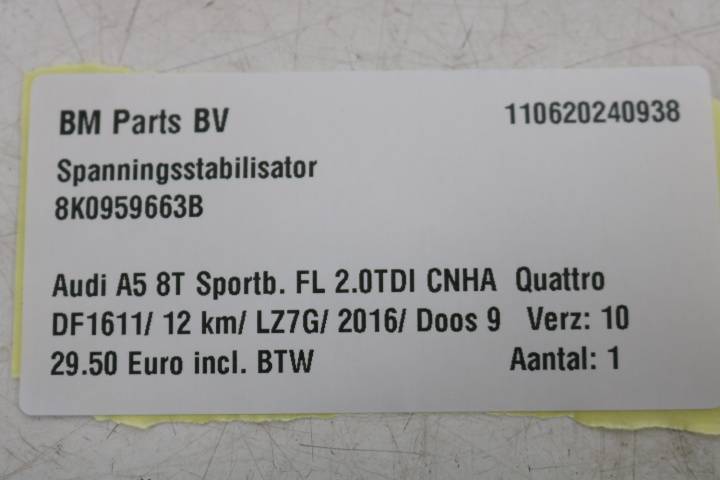 BM Parts BV 110620240938
Spanningsstabilisator
8K0959663B
Audi A5 8T Sportb. FL 2.0TDI CNHA Quattro
DF1611/ 12 km/ LZ7G/ 2016/ Doos 9 Verz: 10
29.50 Euro incl. BTW Aantal: 1